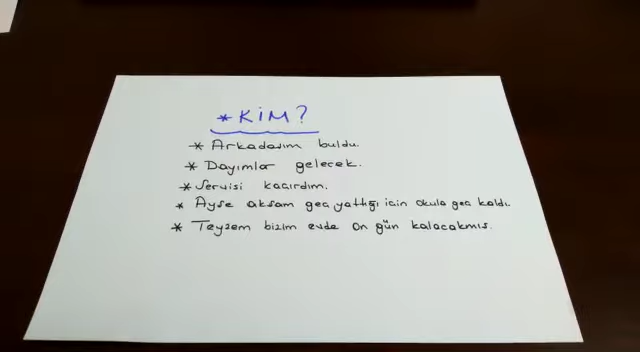 * KİM?
* Arkadaşım buldu.
* Dayımlar gelecek.
* Servisi kaçırdım.
* Ayşe akşam geç yattığı için okula geç kaldı.
* Teyzem bizim evde on gün kalacakmış.